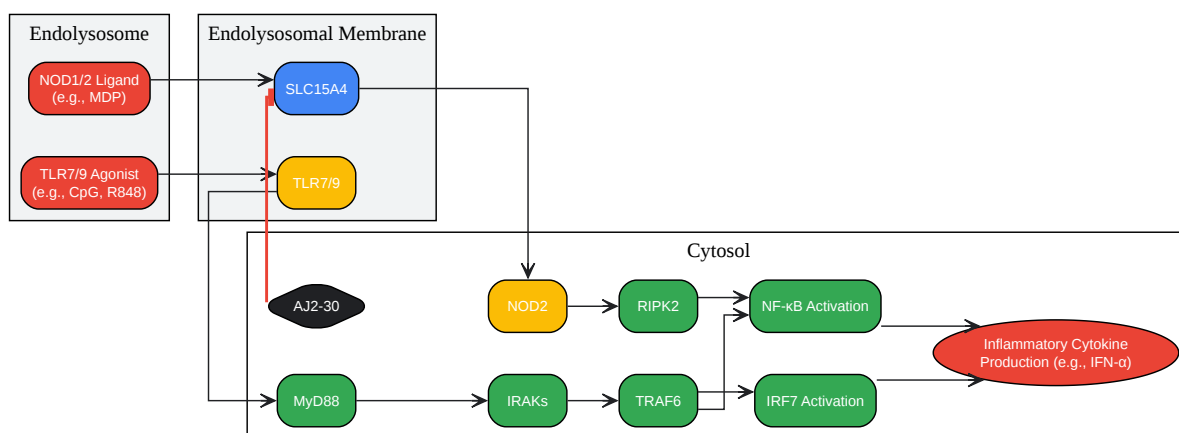 Endolysosome
Endolysosomal Membrane
NOD1/2 Ligand
(e.g., MDP)
SLC15A4
TLR7/9 Agonist
(e.g., CpG, R848)
TLR7/9
Cytosol
AJ2-30
NOD2
RIPK2
NF-κB Activation
Inflammatory Cytokine
Production (e.g., IFN-α)
MyD88
IRAKs
TRAF6
IRF7 Activation